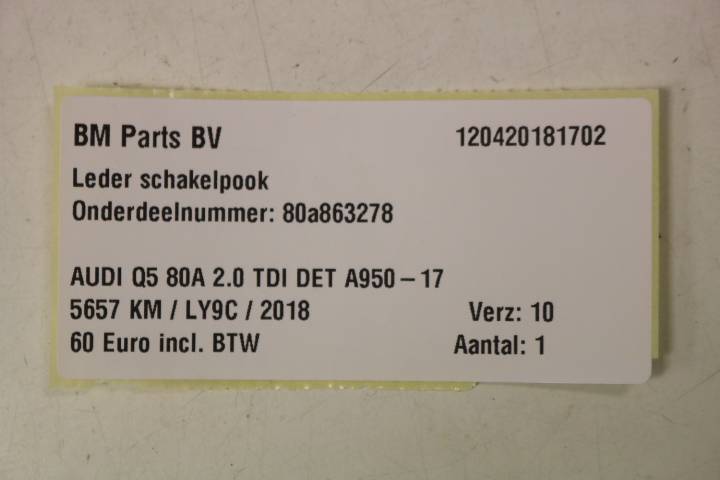 BM Parts BV 120420181702
Leder schakelpook
Onderdeelnummer: 80a863278
AUDI Q5 80A 2.0 TDI DET A950-17
5657 KM / LY9C / 2018 Verz: 10
60 Euro incl. BTW Aantal: 1